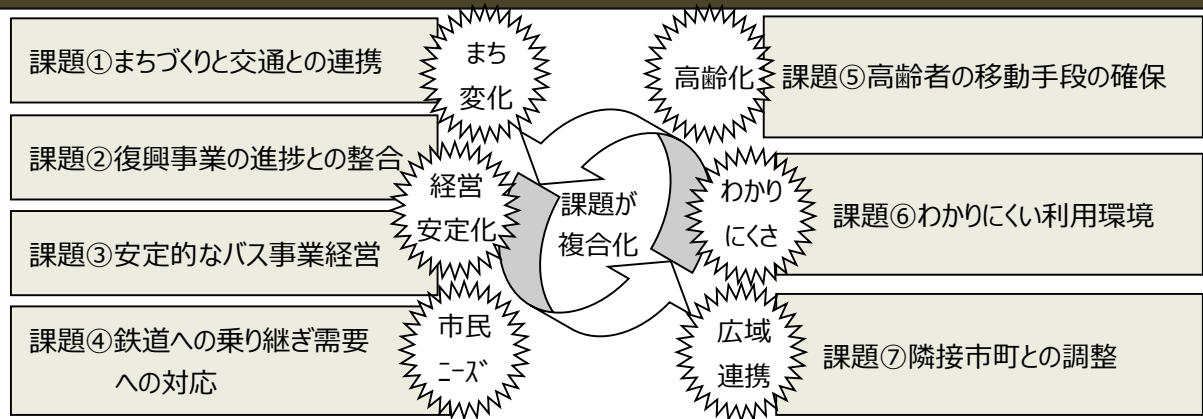 課題①まちづくりと交通との連携
課題②復興事業の進捗との整合
課題③安定的なバス事業経営
課題④鉄道への乗り継ぎ需要
への対応
まち
変化
経営
安定化
市民
ニーズ
課題が
複合化
高齢化
わかり
にくさ
広域
連携
課題⑤高齢者の移動手段の確保
課題⑥わかりにくい利用環境
課題⑦隣接市町との調整